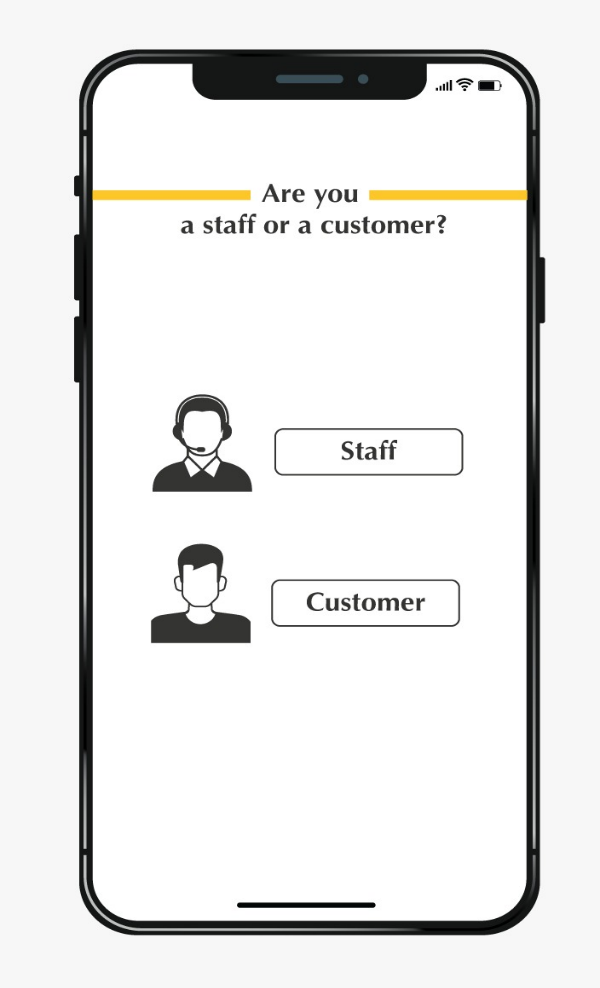 Are you
a staff or a customer?
Staff
Customer